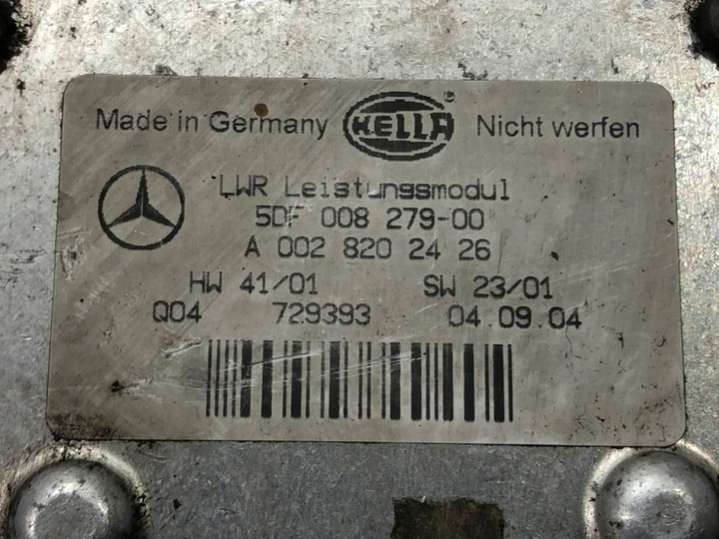 Made in Germany HELLA ® Nicht werfen
LWR Leistungsmodul
5DF 008 279-00
A 002 820 24 26
HW 41/01 SW 23/01
Q04 729393 04.09.04